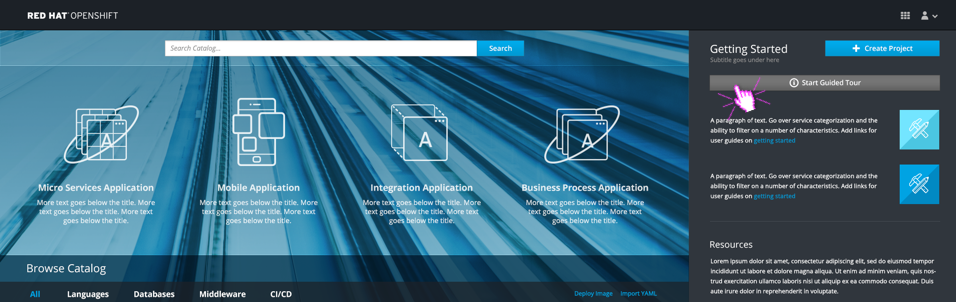 RED HAT OPENSHIFT
Search Catalog...
Search
Micro Services Application
More text goes below the title. More
text goes below the title. More text
goes below the title.
Mobile Application
More text goes below the title. More
text goes below the title. More text
goes below the title.
A
Integration Application
More text goes below the title. More
text goes below the title. More text
goes below the title.
A
Business Process Application
More text goes below the title. More
text goes below the title. More text
goes below the title.
A
Browse Catalog
All
Languages
Databases
Middleware
CI/CD
Deploy Image
Import YAML
Getting Started
Subtitle goes under here
Create Project
Start Guided Tour
A paragraph of text. Go over service categorization and the
ability to filter on a number of characteristics. Add links for
user guides on getting started
A paragraph of text. Go over service categorization and the
ability to filter on a number of characteristics. Add links for
user guides on getting started
Resources
Lorem ipsum dolor sit amet, consectetur adipiscing elit, sed do eiusmod tempor
incididunt ut labore et dolore magna aliqua. Ut enim ad minim veniam, quis nos-
trud exercitation ullamco laboris nisi ut aliquip ex ea commodo consequat. Duis
aute irure dolor in reprehenderit in voluptate.